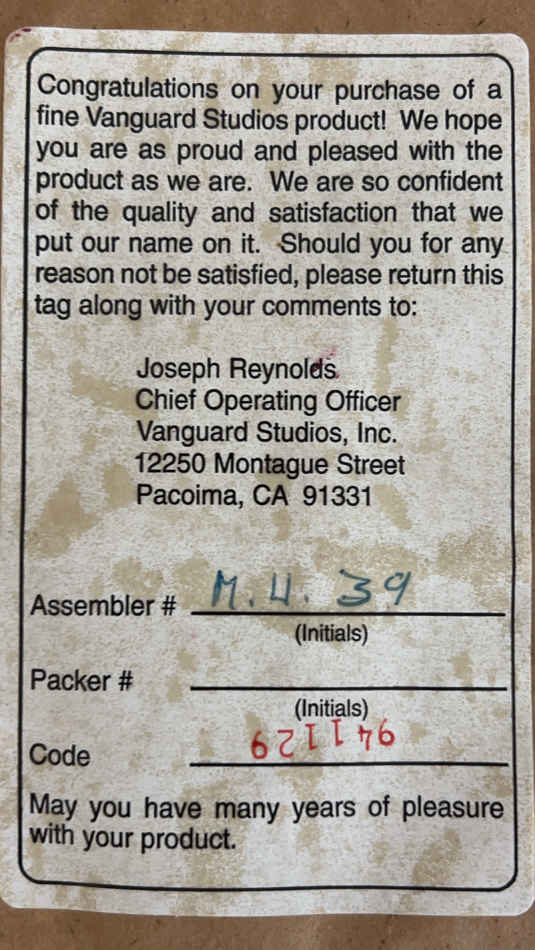 Congratulations on your purchase of a
fine Vanguard Studios product! We hope
you are as proud and pleased with the
product as we are. We are so confident
of the quality and satisfaction that we
put our name on it. Should you for any
reason not be satisfied, please return this
tag along with your comments to:
Joseph Reynolds
Chief Operating Officer
Vanguard Studios, Inc.
12250 Montague Street
Pacoima, CA 91331
Assembler # M.U. 39
(Initials)
Packer #
(Initials)
Code 941129
May you have many years of pleasure
with your product.